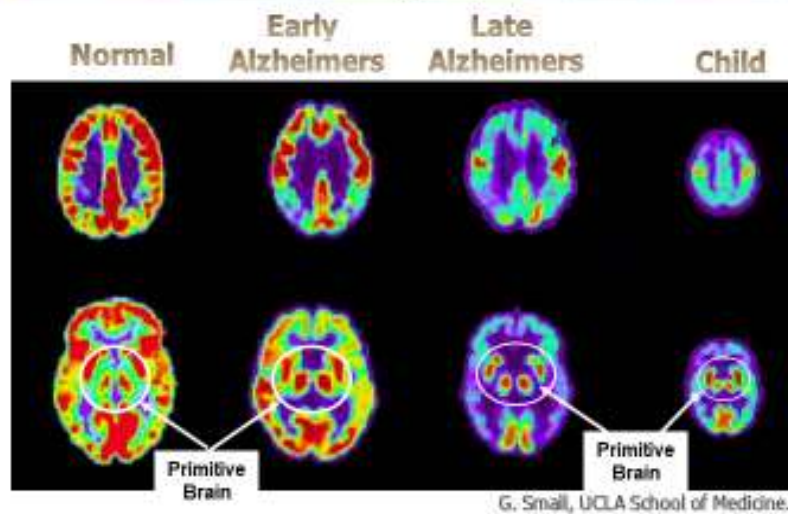 Normal
Early
Alzheimers
Late
Alzheimers
Child
Primitive
Brain
Primitive
Brain
G. Small, UCLA School of Medicine.